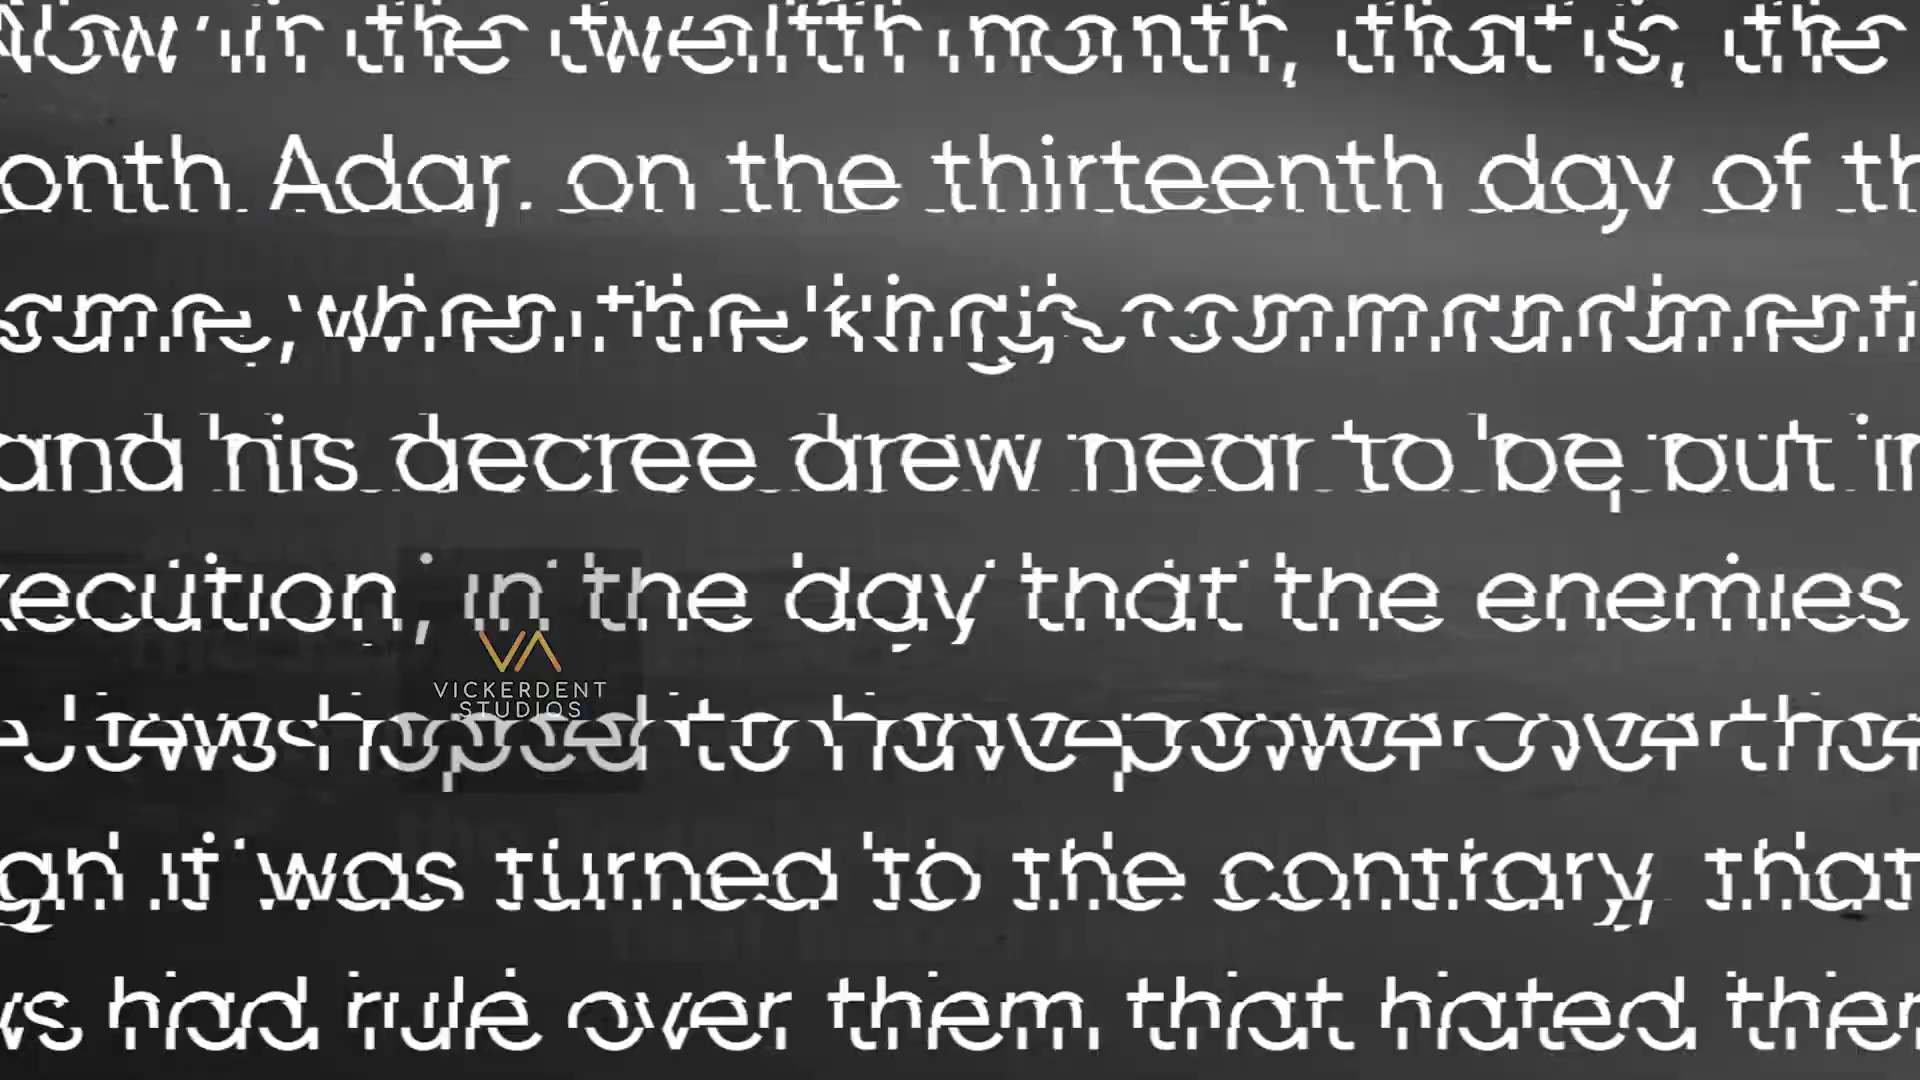 Now in the twelfth month, that is, the
onth Adar, on the thirteenth day of th
same, when the king's commandment
and his decree drew near to be put in
xecution, in the day that the enemies
e Jews hoped to have power over the
gh it was turned to the contrary, that
ws had rule over them that hated the
VICKERDENT
STUDIOS